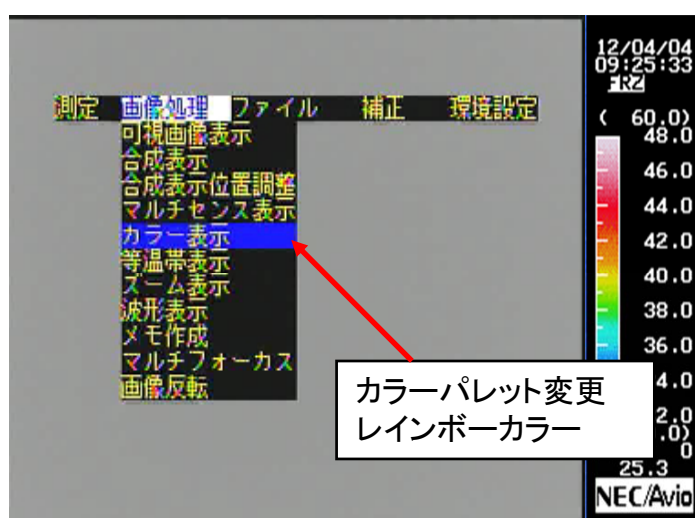 12/04/04
09:25:33
FRZ
測定 画像処理 ファイル 補正 環境設定
可視画像表示
合成表示
合成表示位置調整
マルチセンス表示
カラー表示
等温帯表示
ズーム表示
波形表示
メモ作成
マルチフォーカス
画像反転
( 60.0)
48.0
46.0
44.0
42.0
40.0
38.0
36.0
4.0
2.0
.0)
0
25.3
NEC/Avio
カラーパレット変更
レインボーカラー